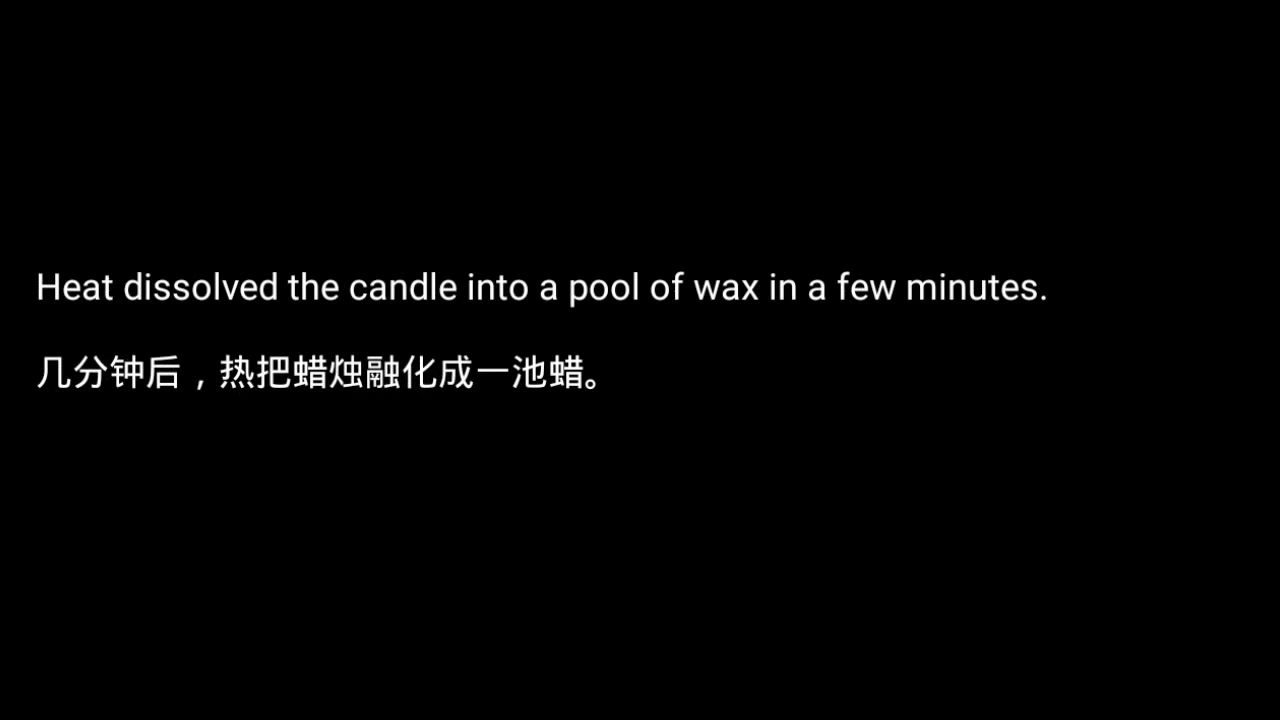 Heat dissolved the candle into a pool of wax in a few minutes.
几分钟后，热把蜡烛融化成一池蜡。